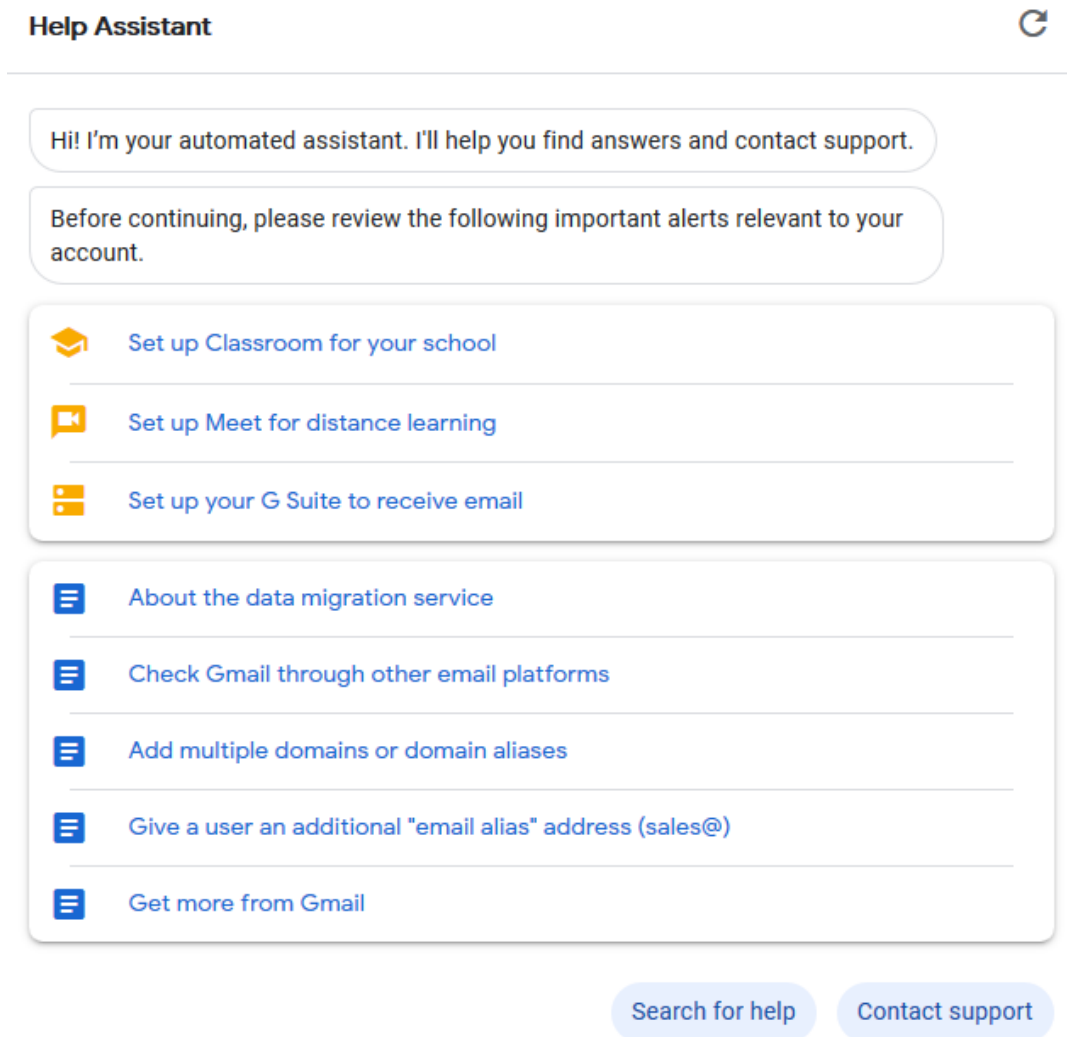 Help Assistant
Hi! I’m your automated assistant. I'll help you find answers and contact support.
Before continuing, please review the following important alerts relevant to your
account.
Set up Classroom for your school
Set up Meet for distance learning
Set up your G Suite to receive email
About the data migration service
Check Gmail through other email platforms
Add multiple domains or domain aliases
Give a user an additional "email alias" address (sales@)
Get more from Gmail
Search for help
Contact support